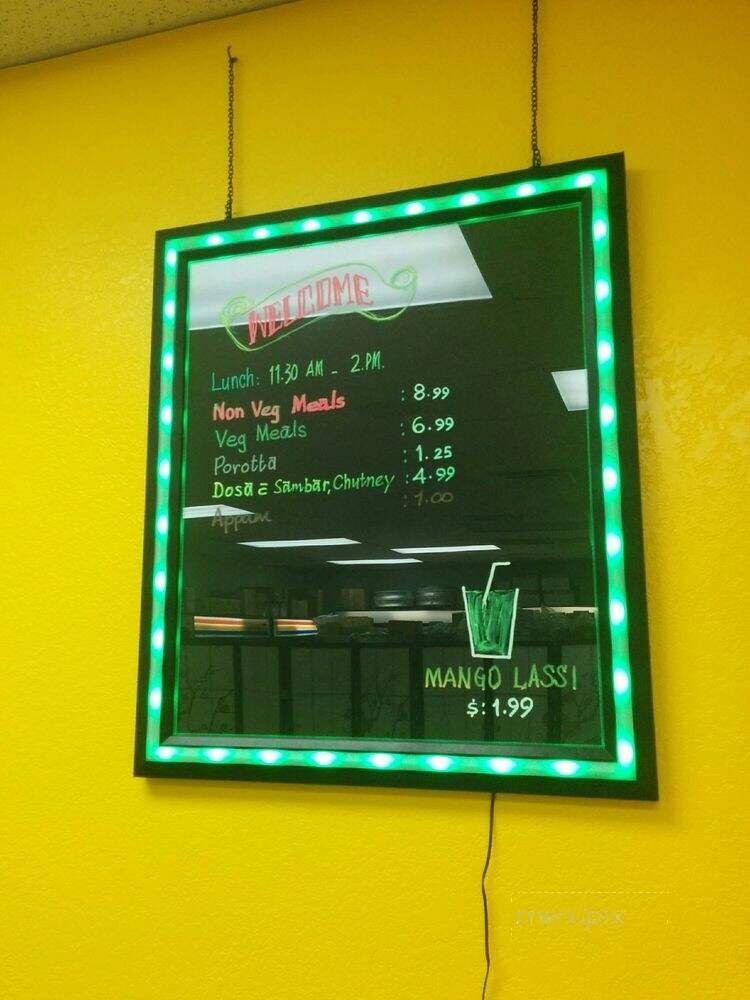 WELCOME
Lunch: 11.30 AM - 2.PM.
Non Veg Meals : 8.99
Veg Meals : 6.99
Porotta : 1.25
Dosa c̄ Sambar, Chutney : 4.99
Appam : 1.00
MANGO LASSI
$:1.99
menupix